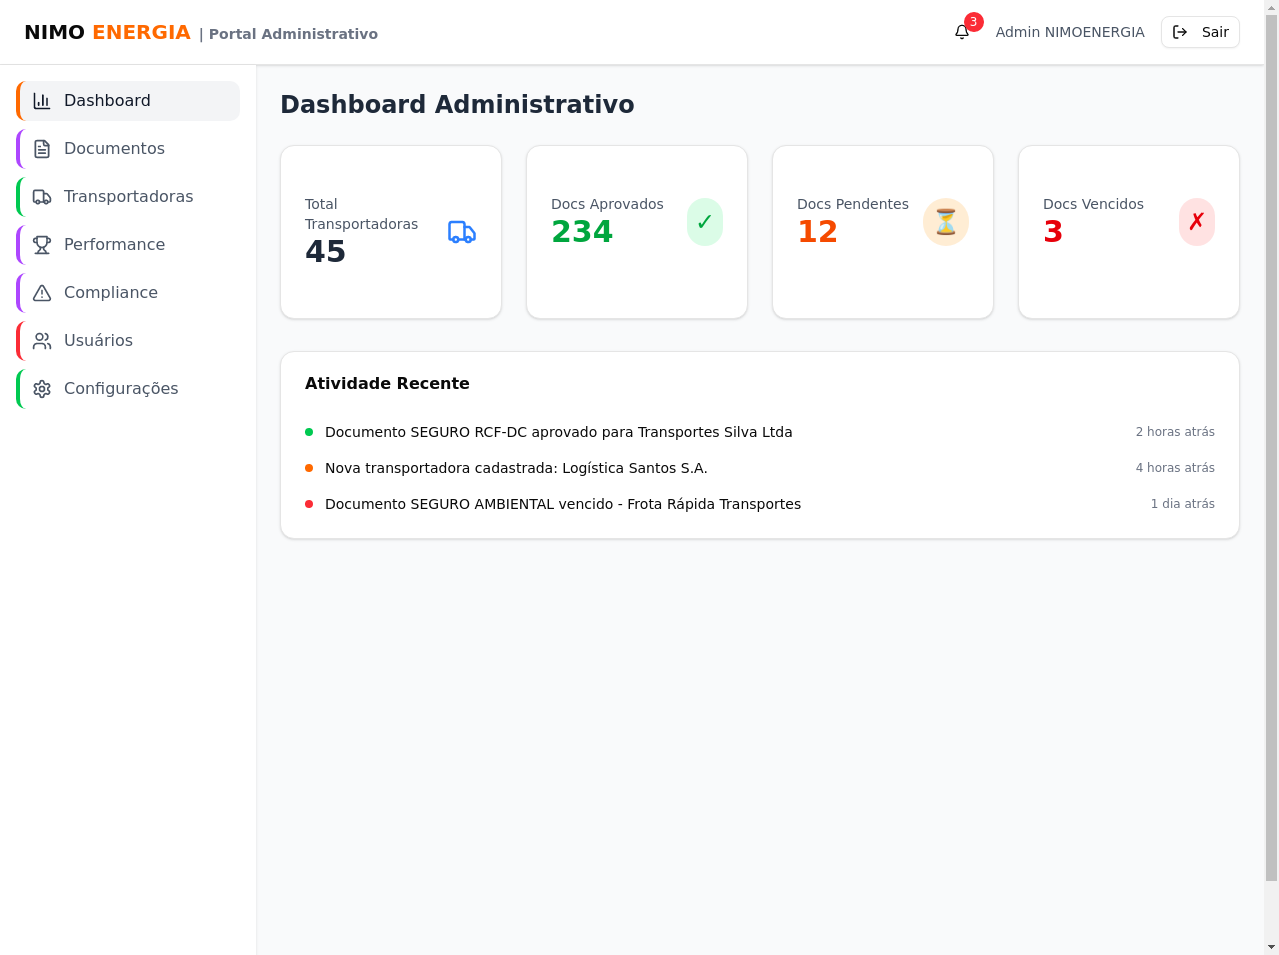 NIMO ENERGIA | Portal Administrativo
3
Admin NIMOENERGIA
Sair
Dashboard
Documentos
Transportadoras
Performance
Compliance
Usuários
Configurações
Dashboard Administrativo
Total
Transportadoras
45
Docs Aprovados
234
✓
Docs Pendentes
12
⏳
Docs Vencidos
3
✗
Atividade Recente
Documento SEGURO RCF-DC aprovado para Transportes Silva Ltda
2 horas atrás
Nova transportadora cadastrada: Logística Santos S.A.
4 horas atrás
Documento SEGURO AMBIENTAL vencido - Frota Rápida Transportes
1 dia atrás